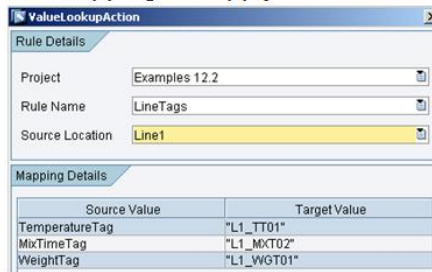 ValueLookupAction
Rule Details
Project Examples 12.2
Rule Name LineTags
Source Location Line1
Mapping Details
Source Value Target Value
TemperatureTag "L1_TT01"
MixTimeTag "L1_MXT02"
WeightTag "L1_WGT01"